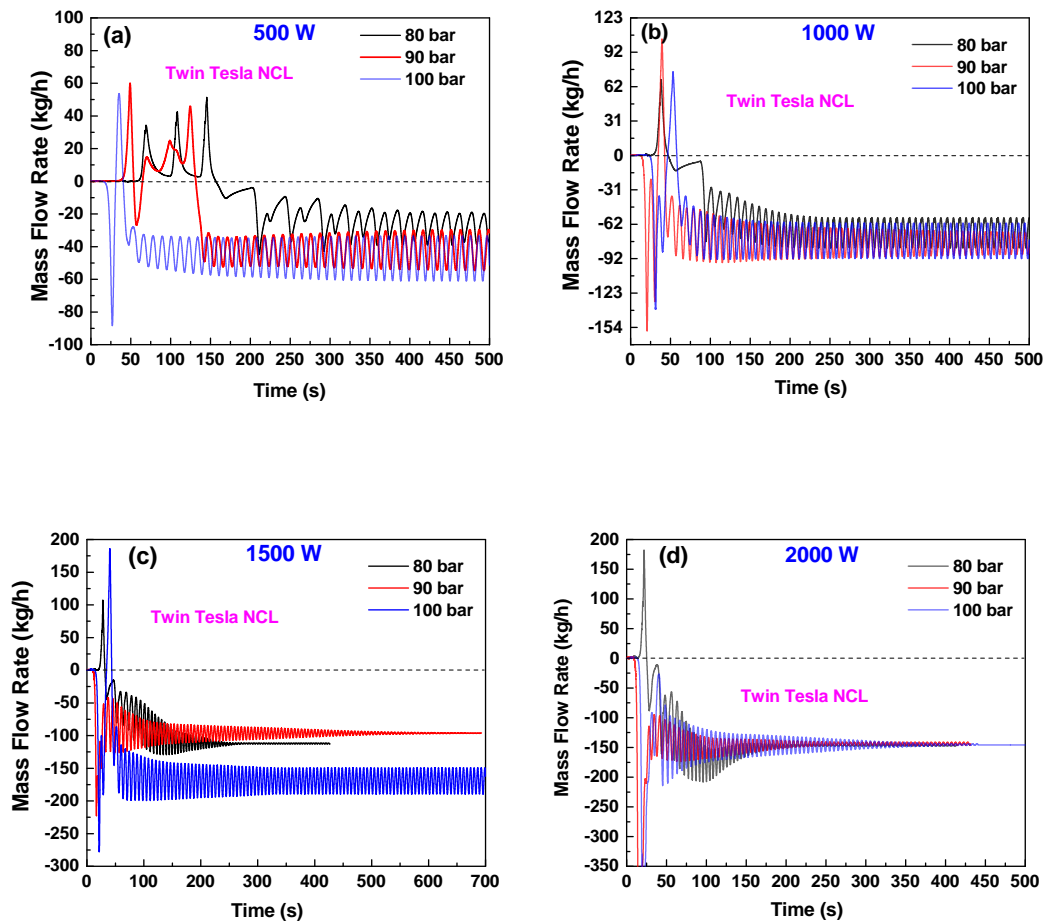 (a)
500 W
Twin Tesla NCL
80 bar
90 bar
100 bar
100
80
60
40
20
0
-20
-40
-60
-80
-100
Mass Flow Rate (kg/h)
0 50 100 150 200 250 300 350 400 450 500
Time (s)
(b)
1000 W
Twin Tesla NCL
80 bar
90 bar
100 bar
123
92
62
31
0
-31
-62
-92
-123
-154
Mass Flow Rate (kg/h)
0 50 100 150 200 250 300 350 400 450 500
Time (s)
(c)
1500 W
Twin Tesla NCL
80 bar
90 bar
100 bar
200
150
100
50
0
-50
-100
-150
-200
-250
-300
Mass Flow Rate (kg/h)
0 100 200 300 400 500 600 700
Time (s)
(d)
2000 W
Twin Tesla NCL
80 bar
90 bar
100 bar
200
150
100
50
0
-50
-100
-150
-200
-250
-300
-350
Mass Flow Rate (kg/h)
0 50 100 150 200 250 300 350 400 450 500
Time (s)